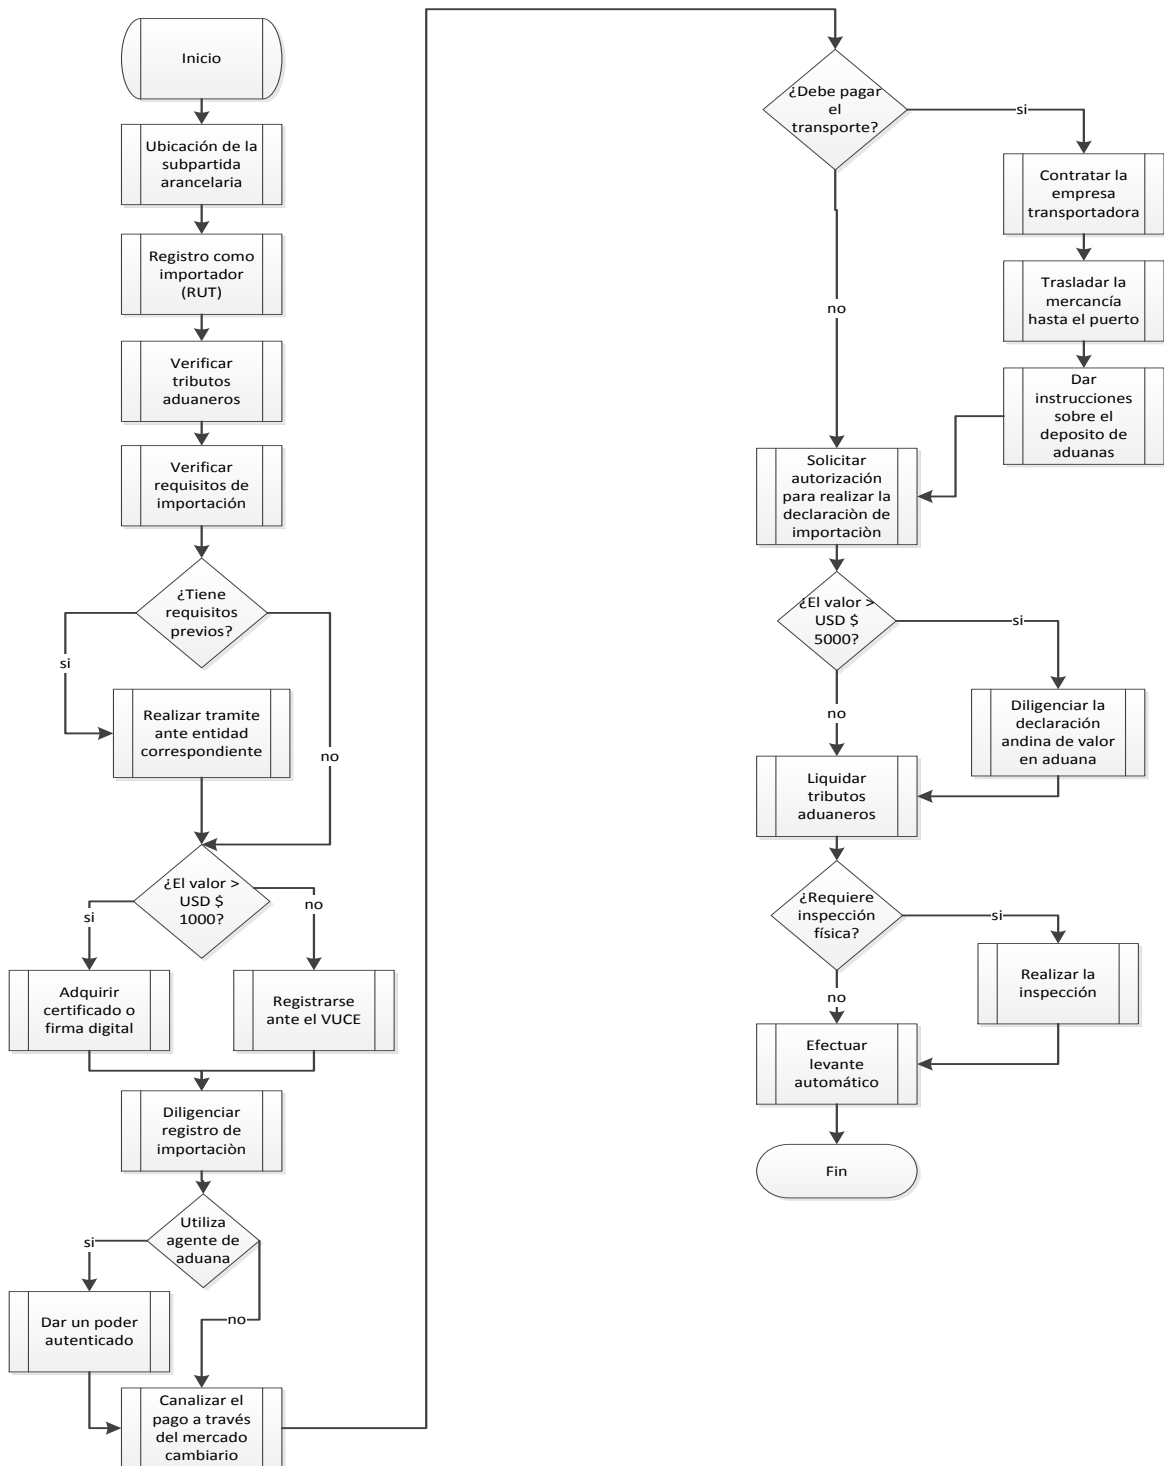 Inicio
Ubicación de la
subpartida
arancelaria
Registro como
importador
(RUT)
Verificar
tributos
aduaneros
Verificar
requisitos de
importación
¿Tiene
requisitos
previos?
si
no
Realizar tramite
ante entidad
correspondiente
¿El valor >
USD $
1000?
si
no
Adquirir
certificado o
firma digital
Registrarse
ante el VUCE
Diligenciar
registro de
importaciòn
Utiliza
agente de
aduana
si
no
Dar un poder
autenticado
Canalizar el
pago a través
del mercado
cambiario
¿Debe pagar
el
transporte?
si
no
Contratar la
empresa
transportadora
Trasladar la
mercancía
hasta el puerto
Dar
instrucciones
sobre el
deposito de
aduanas
Solicitar
autorización
para realizar la
declaraciòn de
importaciòn
¿El valor >
USD $
5000?
si
no
Diligenciar la
declaración
andina de valor
en aduana
Liquidar
tributos
aduaneros
¿Requiere
inspección
física?
si
no
Realizar la
inspección
Efectuar
levante
automático
Fin